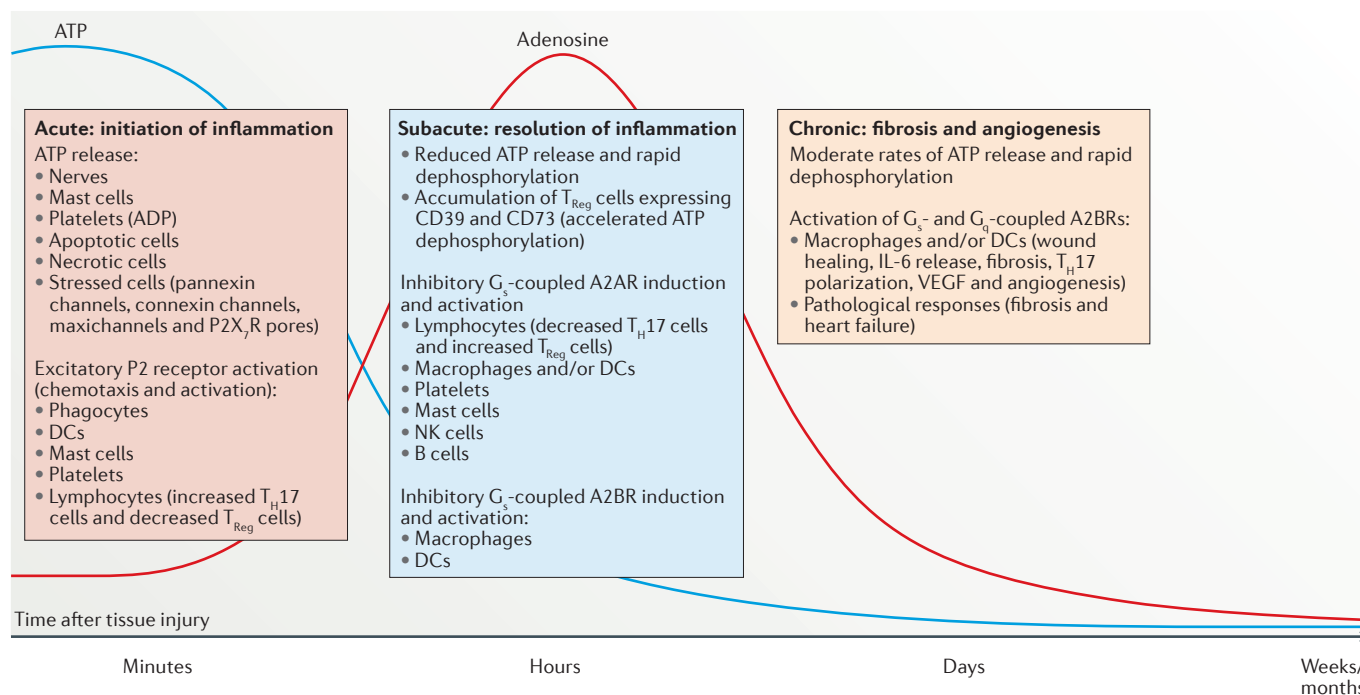 ATP
Adenosine
Acute: initiation of inflammation
ATP release:
• Nerves
• Mast cells
• Platelets (ADP)
• Apoptotic cells
• Necrotic cells
• Stressed cells (pannexin
channels, connexin channels,
maxichannels and P2X7R pores)
Excitatory P2 receptor activation
(chemotaxis and activation):
• Phagocytes
• DCs
• Mast cells
• Platelets
• Lymphocytes (increased TH17
cells and decreased TReg cells)
Subacute: resolution of inflammation
• Reduced ATP release and rapid
dephosphorylation
• Accumulation of TReg cells expressing
CD39 and CD73 (accelerated ATP
dephosphorylation)
Inhibitory Gs-coupled A2AR induction
and activation
• Lymphocytes (decreased TH17 cells
and increased TReg cells)
• Macrophages and/or DCs
• Platelets
• Mast cells
• NK cells
• B cells
Inhibitory Gs-coupled A2BR induction
and activation:
• Macrophages
• DCs
Chronic: fibrosis and angiogenesis
Moderate rates of ATP release and rapid
dephosphorylation
Activation of Gs- and Gq-coupled A2BRs:
• Macrophages and/or DCs (wound
healing, IL-6 release, fibrosis, TH17
polarization, VEGF and angiogenesis)
• Pathological responses (fibrosis and
heart failure)
Time after tissue injury
Minutes
Hours
Days
Weeks/
months